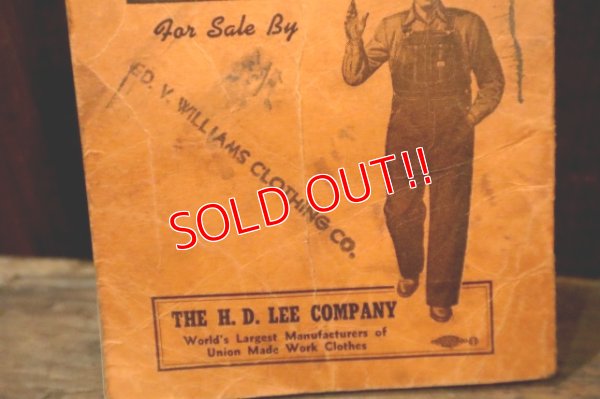 For Sale By
ED. V. WILLIAMS CLOTHING CO.
SOLD OUT!!
THE H. D. LEE COMPANY
World's Largest Manufacturers of
Union Made Work Clothes